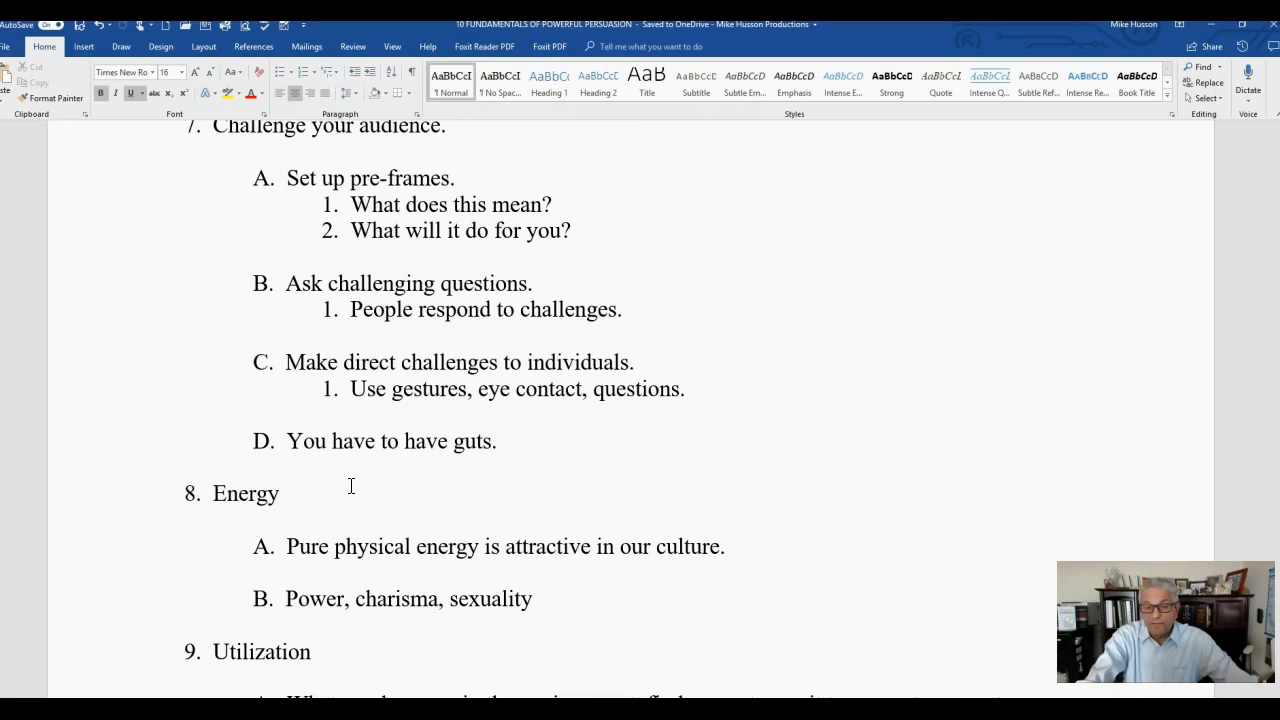 AutoSave On 10 FUNDAMENTALS OF POWERFUL PERSUASION - Saved to OneDrive - Mike Husson Productions Mike Husson
File Home Insert Draw Design Layout References Mailings Review View Help Foxit Reader PDF Foxit PDF Tell me what you want to do Share
Cut
Copy
Format Painter
Clipboard
Times New Ro 16
Font
Paragraph
AaBbCcI AaBbCcI AaBbCc AaBbCcI AaB AaBbCcD AaBbCcD AaBbCcD AaBbCcD AaBbCcI AaBbCcI AaBbCcI AaBbCcD AaBbCcD AaBbCcD
¶ Normal ¶ No Spac... Heading 1 Heading 2 Title Subtitle Subtle Em... Emphasis Intense E... Strong Quote Intense Q... Subtle Ref... Intense Re... Book Title
Styles
Find
Replace
Select
Editing
Dictate
Voice
7. Challenge your audience.
A. Set up pre-frames.
1. What does this mean?
2. What will it do for you?
B. Ask challenging questions.
1. People respond to challenges.
C. Make direct challenges to individuals.
1. Use gestures, eye contact, questions.
D. You have to have guts.
8. Energy
A. Pure physical energy is attractive in our culture.
B. Power, charisma, sexuality
9. Utilization